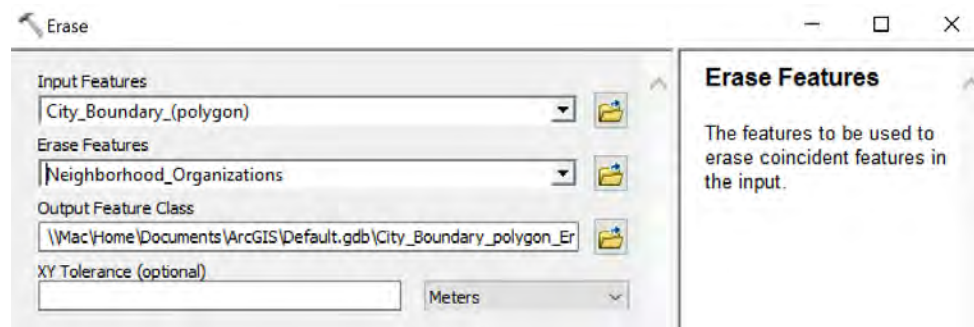 Erase
Input Features
City_Boundary_(polygon)
Erase Features
Neighborhood_Organizations
Output Feature Class
\\Mac\Home\Documents\ArcGIS\Default.gdb\City_Boundary_polygon_Er
XY Tolerance (optional)
Meters
Erase Features
The features to be used to
erase coincident features in
the input.